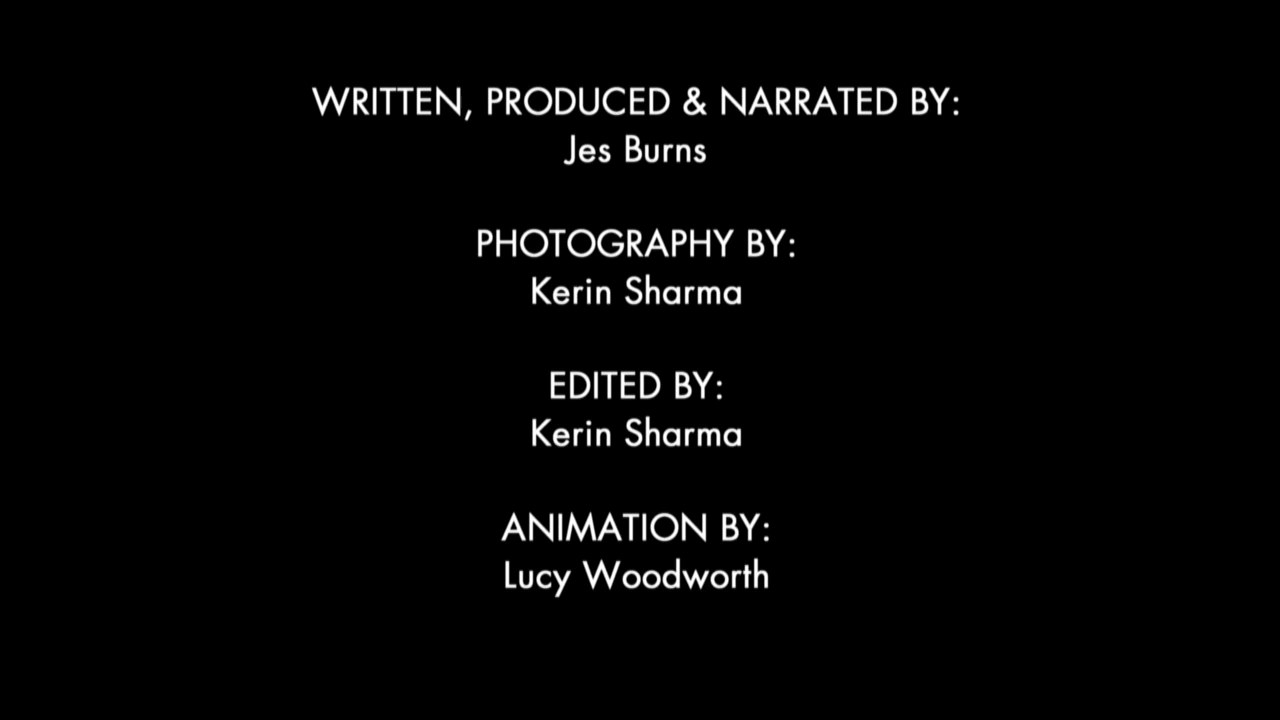 WRITTEN, PRODUCED & NARRATED BY:
Jes Burns
PHOTOGRAPHY BY:
Kerin Sharma
EDITED BY:
Kerin Sharma
ANIMATION BY:
Lucy Woodworth